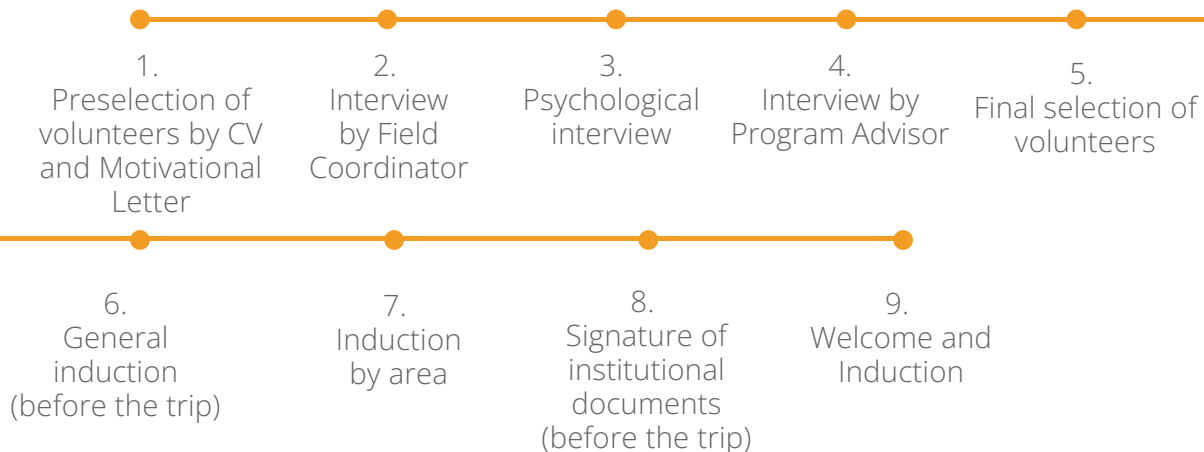 1.
Preselection of
volunteers by CV
and Motivational
Letter
2.
Interview
by Field
Coordinator
3.
Psychological
interview
4.
Interview by
Program Advisor
5.
Final selection of
volunteers
6.
General
induction
(before the trip)
7.
Induction
by area
8.
Signature of
institutional
documents
(before the trip)
9.
Welcome and
Induction